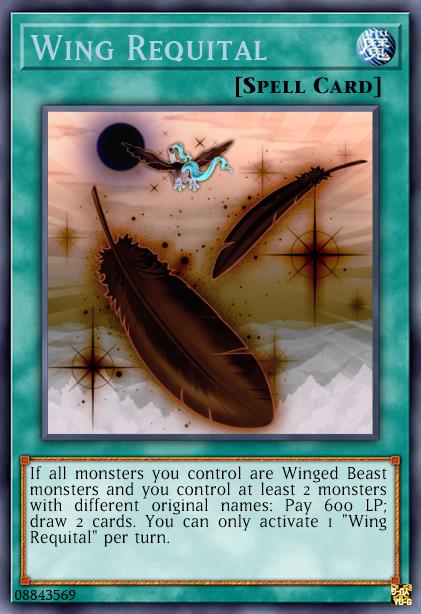 Wing Requital
魔
[Spell Card]
If all monsters you control are Winged Beast
monsters and you control at least 2 monsters
with different original names: Pay 600 LP;
draw 2 cards. You can only activate 1 "Wing
Requital" per turn.
08843569